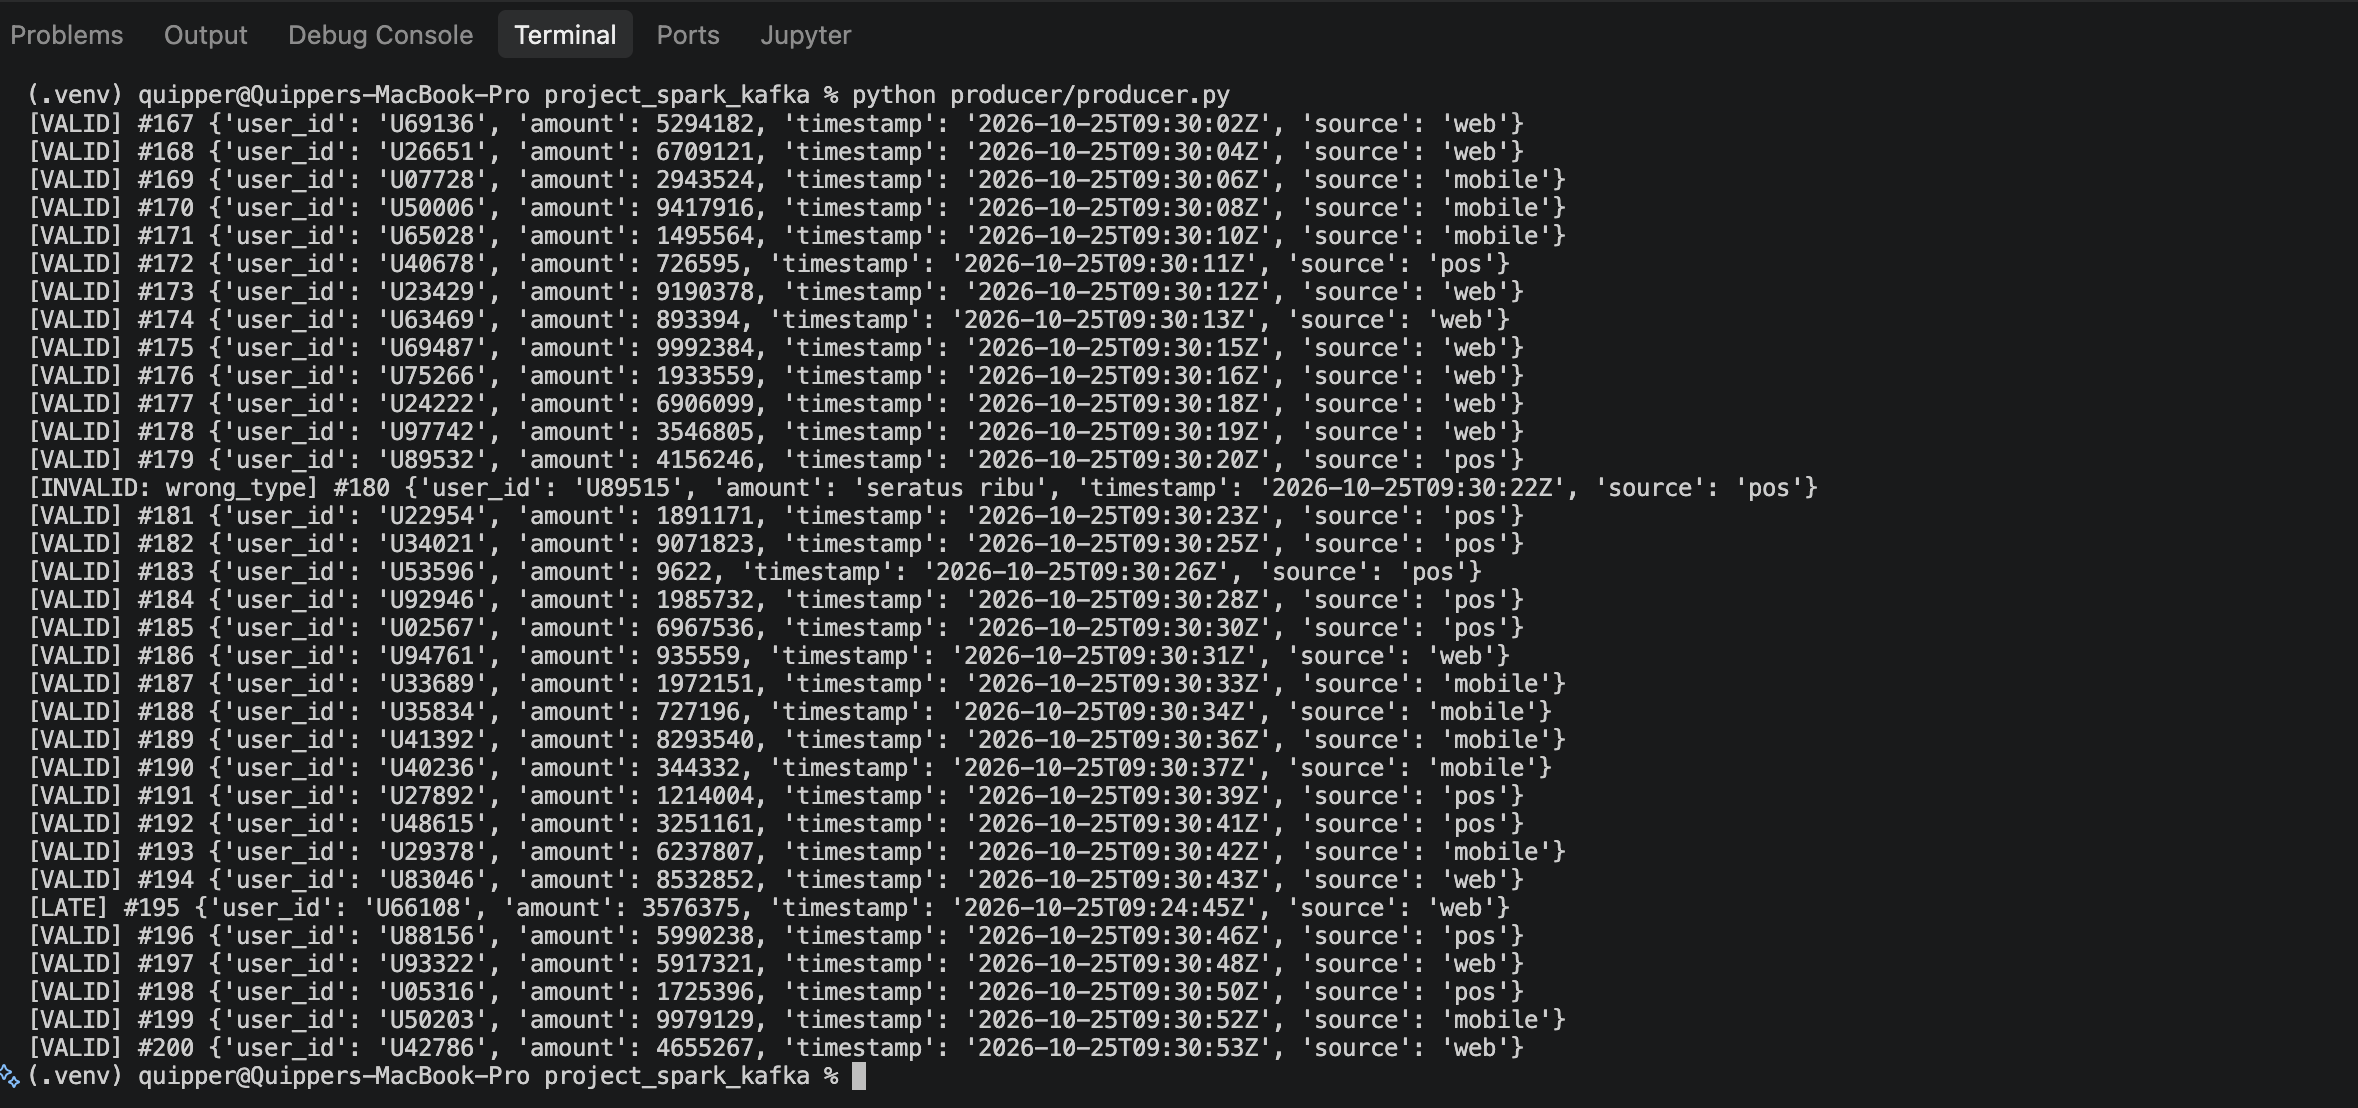 Problems Output Debug Console Terminal Ports Jupyter
(.venv) quipper@Quippers-MacBook-Pro project_spark_kafka % python producer/producer.py
[VALID] #167 {'user_id': 'U69136', 'amount': 5294182, 'timestamp': '2026-10-25T09:30:02Z', 'source': 'web'}
[VALID] #168 {'user_id': 'U26651', 'amount': 6709121, 'timestamp': '2026-10-25T09:30:04Z', 'source': 'web'}
[VALID] #169 {'user_id': 'U07728', 'amount': 2943524, 'timestamp': '2026-10-25T09:30:06Z', 'source': 'mobile'}
[VALID] #170 {'user_id': 'U50006', 'amount': 9417916, 'timestamp': '2026-10-25T09:30:08Z', 'source': 'mobile'}
[VALID] #171 {'user_id': 'U65028', 'amount': 1495564, 'timestamp': '2026-10-25T09:30:10Z', 'source': 'mobile'}
[VALID] #172 {'user_id': 'U40678', 'amount': 726595, 'timestamp': '2026-10-25T09:30:11Z', 'source': 'pos'}
[VALID] #173 {'user_id': 'U23429', 'amount': 9190378, 'timestamp': '2026-10-25T09:30:12Z', 'source': 'web'}
[VALID] #174 {'user_id': 'U63469', 'amount': 893394, 'timestamp': '2026-10-25T09:30:13Z', 'source': 'web'}
[VALID] #175 {'user_id': 'U69487', 'amount': 9992384, 'timestamp': '2026-10-25T09:30:15Z', 'source': 'web'}
[VALID] #176 {'user_id': 'U75266', 'amount': 1933559, 'timestamp': '2026-10-25T09:30:16Z', 'source': 'web'}
[VALID] #177 {'user_id': 'U24222', 'amount': 6906099, 'timestamp': '2026-10-25T09:30:18Z', 'source': 'web'}
[VALID] #178 {'user_id': 'U97742', 'amount': 3546805, 'timestamp': '2026-10-25T09:30:19Z', 'source': 'web'}
[VALID] #179 {'user_id': 'U89532', 'amount': 4156246, 'timestamp': '2026-10-25T09:30:20Z', 'source': 'pos'}
[INVALID: wrong_type] #180 {'user_id': 'U89515', 'amount': 'seratus ribu', 'timestamp': '2026-10-25T09:30:22Z', 'source': 'pos'}
[VALID] #181 {'user_id': 'U22954', 'amount': 1891171, 'timestamp': '2026-10-25T09:30:23Z', 'source': 'pos'}
[VALID] #182 {'user_id': 'U34021', 'amount': 9071823, 'timestamp': '2026-10-25T09:30:25Z', 'source': 'pos'}
[VALID] #183 {'user_id': 'U53596', 'amount': 9622, 'timestamp': '2026-10-25T09:30:26Z', 'source': 'pos'}
[VALID] #184 {'user_id': 'U92946', 'amount': 1985732, 'timestamp': '2026-10-25T09:30:28Z', 'source': 'pos'}
[VALID] #185 {'user_id': 'U02567', 'amount': 6967536, 'timestamp': '2026-10-25T09:30:30Z', 'source': 'pos'}
[VALID] #186 {'user_id': 'U94761', 'amount': 935559, 'timestamp': '2026-10-25T09:30:31Z', 'source': 'web'}
[VALID] #187 {'user_id': 'U33689', 'amount': 1972151, 'timestamp': '2026-10-25T09:30:33Z', 'source': 'mobile'}
[VALID] #188 {'user_id': 'U35834', 'amount': 727196, 'timestamp': '2026-10-25T09:30:34Z', 'source': 'mobile'}
[VALID] #189 {'user_id': 'U41392', 'amount': 8293540, 'timestamp': '2026-10-25T09:30:36Z', 'source': 'mobile'}
[VALID] #190 {'user_id': 'U40236', 'amount': 344332, 'timestamp': '2026-10-25T09:30:37Z', 'source': 'mobile'}
[VALID] #191 {'user_id': 'U27892', 'amount': 1214004, 'timestamp': '2026-10-25T09:30:39Z', 'source': 'pos'}
[VALID] #192 {'user_id': 'U48615', 'amount': 3251161, 'timestamp': '2026-10-25T09:30:41Z', 'source': 'pos'}
[VALID] #193 {'user_id': 'U29378', 'amount': 6237807, 'timestamp': '2026-10-25T09:30:42Z', 'source': 'mobile'}
[VALID] #194 {'user_id': 'U83046', 'amount': 8532852, 'timestamp': '2026-10-25T09:30:43Z', 'source': 'web'}
[LATE] #195 {'user_id': 'U66108', 'amount': 3576375, 'timestamp': '2026-10-25T09:24:45Z', 'source': 'web'}
[VALID] #196 {'user_id': 'U88156', 'amount': 5990238, 'timestamp': '2026-10-25T09:30:46Z', 'source': 'pos'}
[VALID] #197 {'user_id': 'U93322', 'amount': 5917321, 'timestamp': '2026-10-25T09:30:48Z', 'source': 'web'}
[VALID] #198 {'user_id': 'U05316', 'amount': 1725396, 'timestamp': '2026-10-25T09:30:50Z', 'source': 'pos'}
[VALID] #199 {'user_id': 'U50203', 'amount': 9979129, 'timestamp': '2026-10-25T09:30:52Z', 'source': 'mobile'}
[VALID] #200 {'user_id': 'U42786', 'amount': 4655267, 'timestamp': '2026-10-25T09:30:53Z', 'source': 'web'}
(.venv) quipper@Quippers-MacBook-Pro project_spark_kafka %